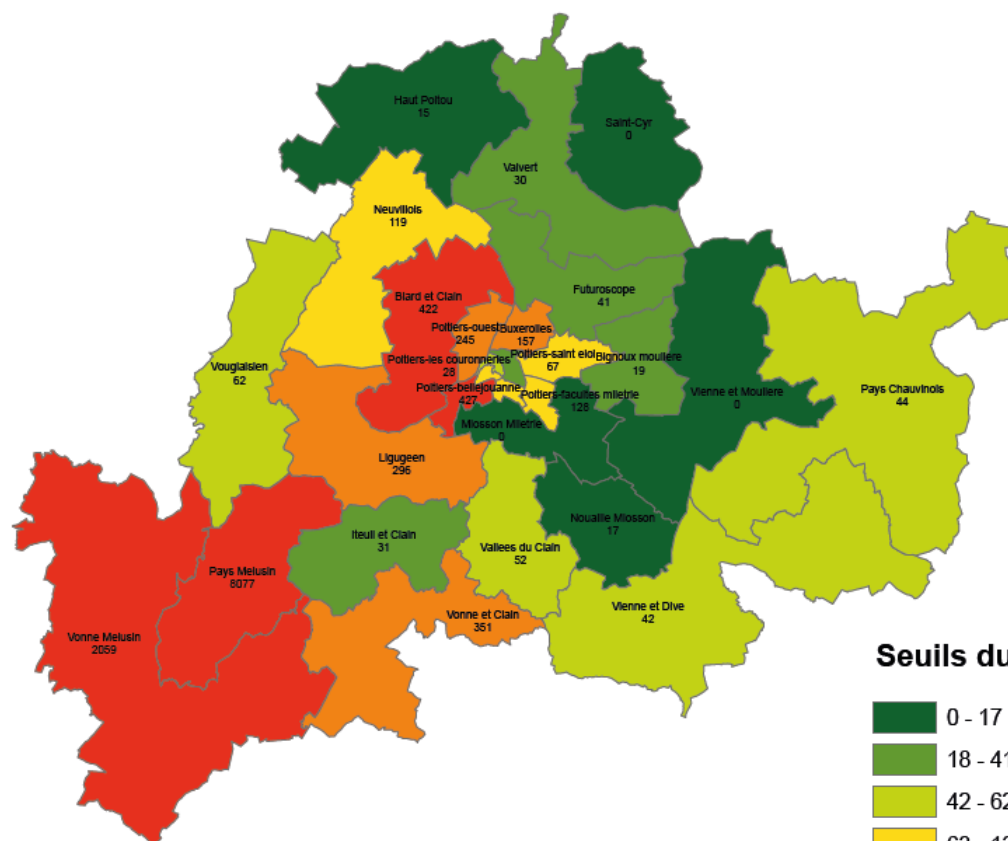 Haut Poitou
15
Saint-Cyr
0
Valvert
30
Neuvillois
119
Futuroscope
41
Biard et Clain
422
Poitiers-ouest
245
Buxerolles
157
Vouglaisien
62
Poitiers-les couronneries
28
Poitiers-saint eloi
67
Bignoux mouliere
19
Poitiers-bellejouanne
427
Poitiers-facultes miletrie
128
Vienne et Mouliere
0
Pays Chauvinois
44
Miosson Miletrie
0
Ligugeen
296
Nouaille Miosson
17
Iteuil et Clain
31
Vallees du Clain
52
Pays Melusin
8077
Vonne et Clain
351
Vienne et Dive
42
Vonne Melusin
2059
Seuils du
0 - 17
18 - 41
42 - 62